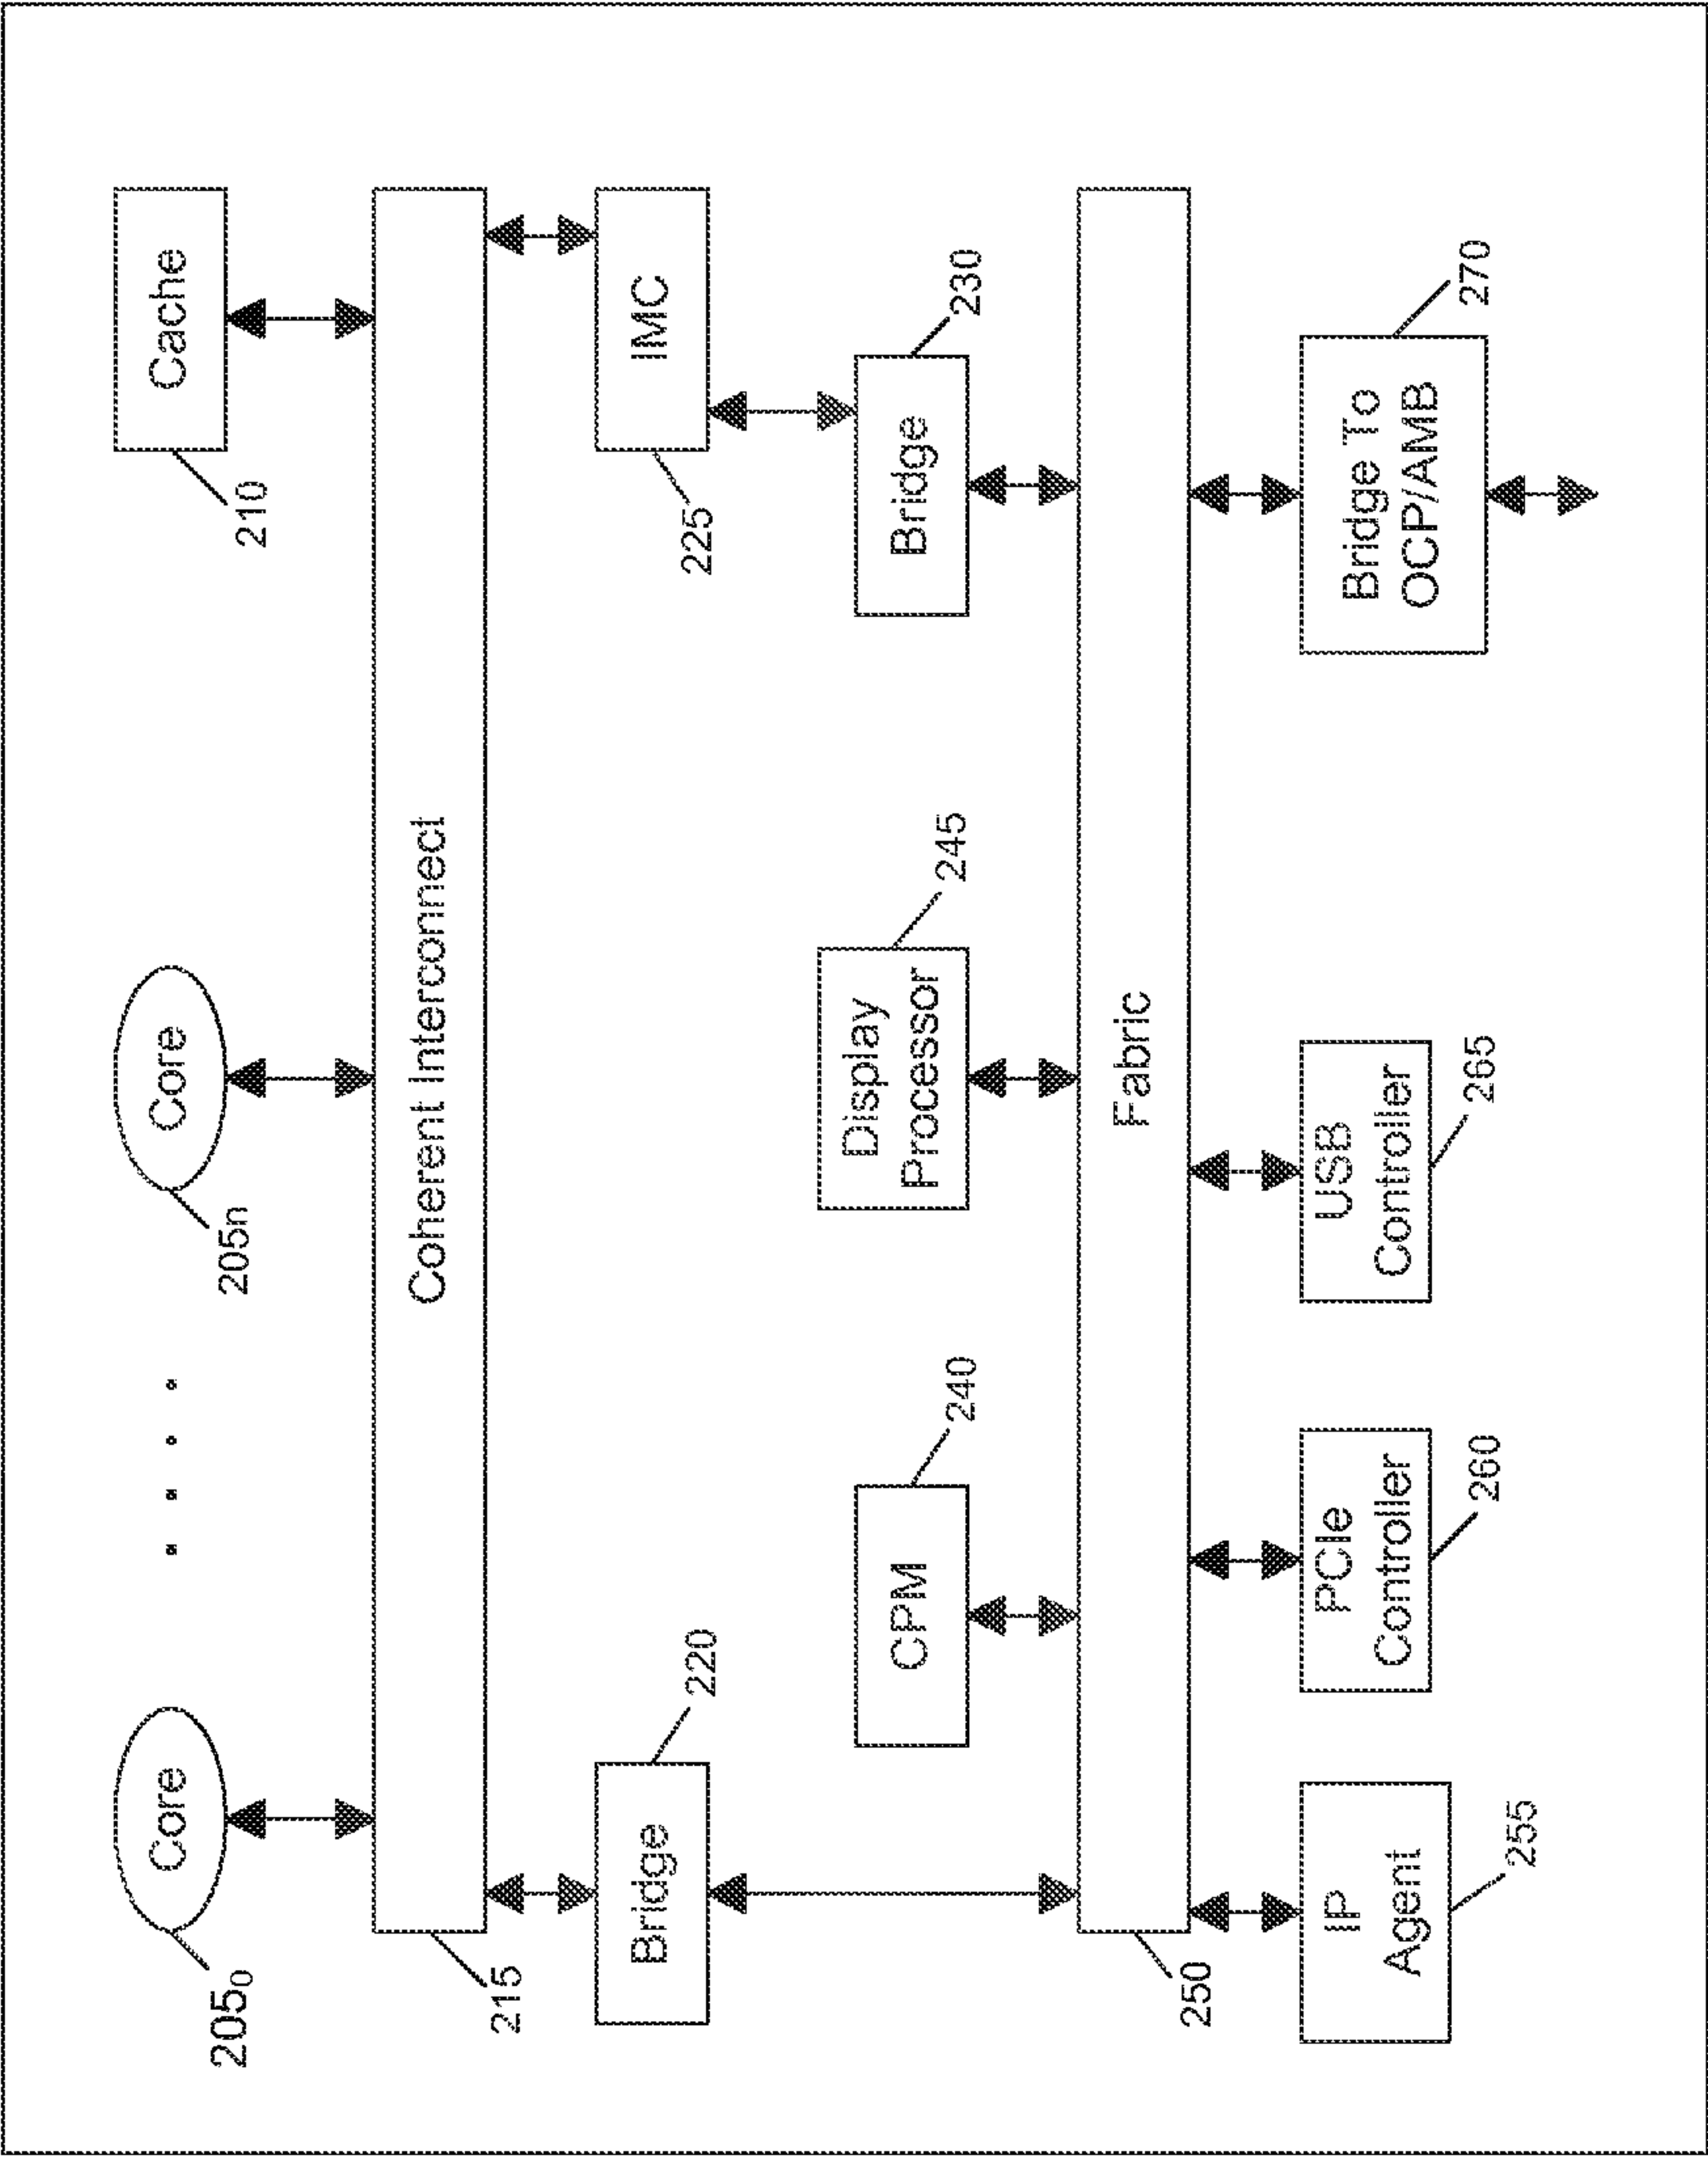 Core
Core
Cache
205₀
205n
210
Coherent Interconnect
215
Bridge
220
IMC
225
Bridge
230
CPM
240
Display
Processor
245
Fabric
250
IP
Agent
255
PCIe
Controller
260
USB
Controller
265
Bridge To
OCP/AMB
270